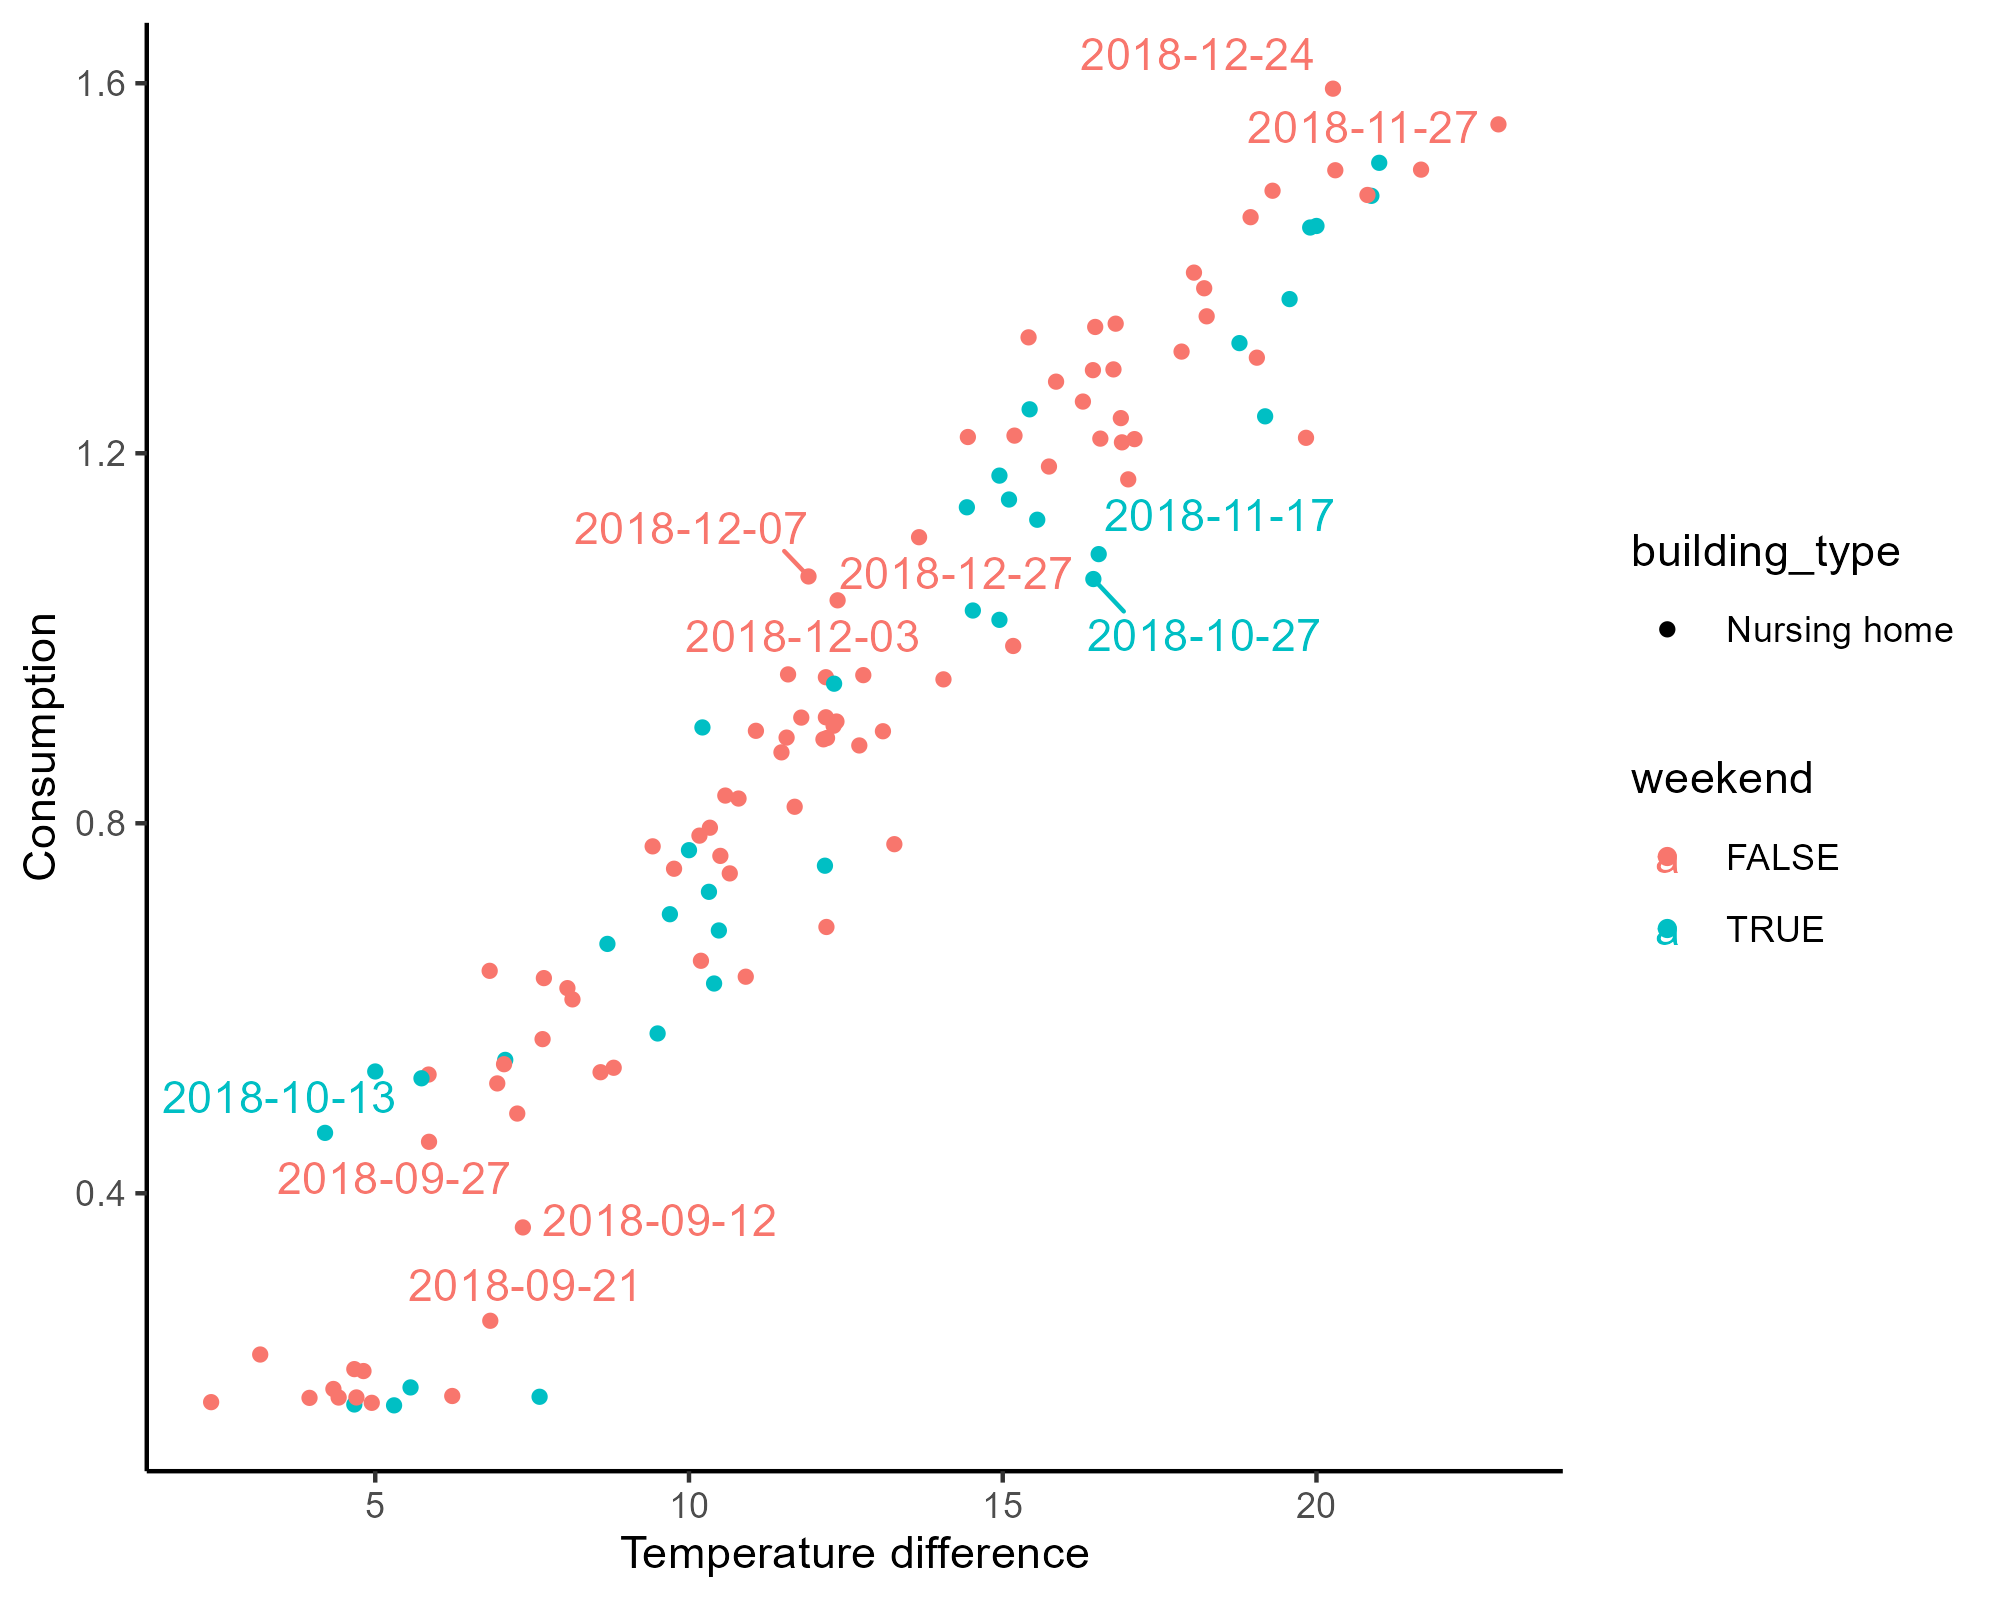 2018-12-24
1.6
2018-11-27
1.2
2018-11-17
2018-12-07
2018-12-27
2018-12-03
2018-10-27
Consumption
0.8
2018-10-13
2018-09-27
0.4
2018-09-12
2018-09-21
5 10 15 20
Temperature difference
building_type
Nursing home
weekend
a FALSE
a TRUE